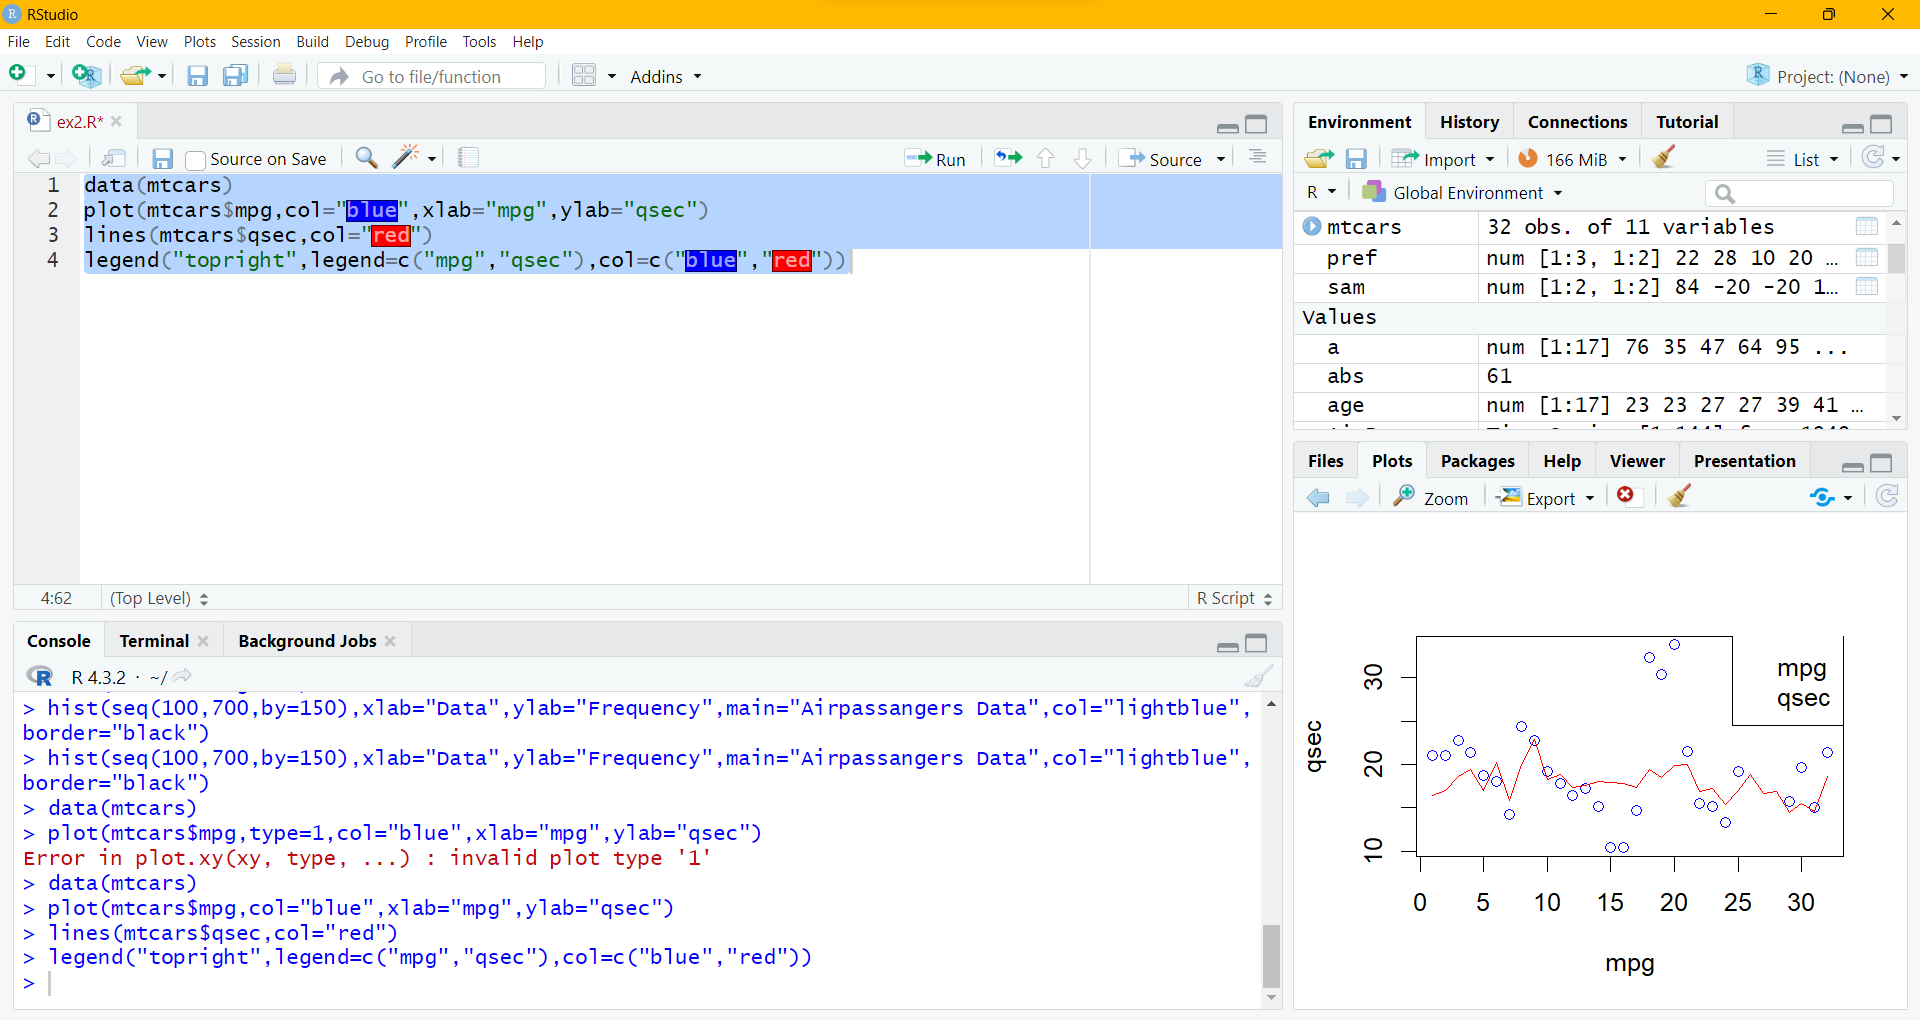 RStudio
File Edit Code View Plots Session Build Debug Profile Tools Help
Go to file/function Addins Project: (None)
ex2.R*
Source on Save Run Source
1 data(mtcars)
2 plot(mtcars$mpg,col="blue",xlab="mpg",ylab="qsec")
3 lines(mtcars$qsec,col="red")
4 legend("topright",legend=c("mpg","qsec"),col=c("blue","red"))
4:62 (Top Level) R Script
Console Terminal Background Jobs
R 4.3.2 · ~/
> hist(seq(100,700,by=150),xlab="Data",ylab="Frequency",main="Airpassangers Data",col="lightblue",
border="black")
> hist(seq(100,700,by=150),xlab="Data",ylab="Frequency",main="Airpassangers Data",col="lightblue",
border="black")
> data(mtcars)
> plot(mtcars$mpg,type=1,col="blue",xlab="mpg",ylab="qsec")
Error in plot.xy(xy, type, ...) : invalid plot type '1'
> data(mtcars)
> plot(mtcars$mpg,col="blue",xlab="mpg",ylab="qsec")
> lines(mtcars$qsec,col="red")
> legend("topright",legend=c("mpg","qsec"),col=c("blue","red"))
>
Environment History Connections Tutorial
Import 166 MiB List
R Global Environment
mtcars 32 obs. of 11 variables
pref num [1:3, 1:2] 22 28 10 20 ...
sam num [1:2, 1:2] 84 -20 -20 1...
Values
a num [1:17] 76 35 47 64 95 ...
abs 61
age num [1:17] 23 23 27 27 39 41 ...
Files Plots Packages Help Viewer Presentation
Zoom Export
mpg
qsec
30
20
10
qsec
0 5 10 15 20 25 30
mpg